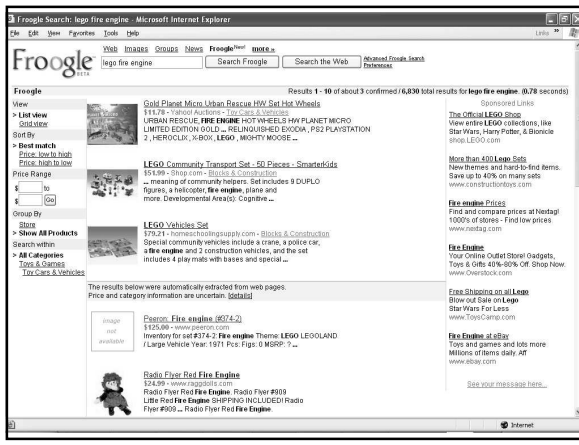 Froogle Search: lego fire engine - Microsoft Internet Explorer
File Edit View Favorites Tools Help
Links »
Froogle BETA
Web Images Groups News Froogle New! more »
lego fire engine
Search Froogle
Search the Web
Advanced Froogle Search
Preferences
Froogle
Results 1 - 10 of about 3 confirmed / 6,830 total results for lego fire engine. (0.78 seconds)
View
> List view
Grid view
Sort By
> Best match
Price: low to high
Price: high to low
Price Range
$ to
$ Go
Group By
Store
> Show All Products
Search within
> All Categories
Toys & Games
Toy Cars & Vehicles
Gold Planet Micro Urban Rescue HW Set Hot Wheels
$11.78 - Yahoo! Auctions - Toy Cars & Vehicles
URBAN RESCUE, FIRE ENGINE HOT WHEELS HW PLANET MICRO
LIMITED EDITION GOLD ... RELINQUISHED EXODIA , PS2 PLAYSTATION
2 , HEROCLIX , X-BOX , LEGO , MIGHTY MOOSE ...
LEGO Community Transport Set - 50 Pieces - SmarterKids
$51.99 - Shop.com - Blocks & Construction
... meaning of community helpers. Set includes 9 DUPLO
figures, a helicopter, fire engine, plane and
more. Developmental Area(s): Cognitive ...
LEGO Vehicles Set
$79.21 - homeschoolingsupply.com - Blocks & Construction
Special community vehicles include a crane, a police car,
a fire engine and 2 construction vehicles, and the set
includes 4 play mats with bases and special ...
The results below were automatically extracted from web pages.
Price and category information are uncertain. [details]
image
not
available
Peeron: Fire engine (#374-2)
$125.00 - www.peeron.com
Inventory for set #374-2: Fire engine Theme: LEGO LEGOLAND
/ Large Vehicle Year: 1971 Pcs: Figs: 0 MSRP: ? ...
Radio Flyer Red Fire Engine
$24.99 - www.raggdolls.com
Radio Flyer Red Fire Engine. Radio Flyer #909
Little Red Fire Engine SHIPPING INCLUDED! Radio
Flyer #909 ... Radio Flyer Red Fire Engine.
Sponsored Links
The Official LEGO Shop
View entire LEGO collections, like
Star Wars, Harry Potter, & Bionicle
shop.LEGO.com
More than 400 Lego Sets
New themes and hard-to-find items.
Save up to 40% on many sets
www.constructiontoys.com
Fire engine Prices
Find and compare prices at Nextag!
1000's of stores - Find low prices
www.nextag.com
Fire Engine
Your Online Outlet Store! Gadgets,
Toys & Gifts 40%-80% Off. Shop Now.
www.Overstock.com
Free Shipping on all Lego
Blow out Sale on Lego
Star Wars For Less
www.ToysCamp.com
Fire Engine at eBay
Toys and games and lots more
Millions of items daily. Aff
www.ebay.com
See your message here...
Internet